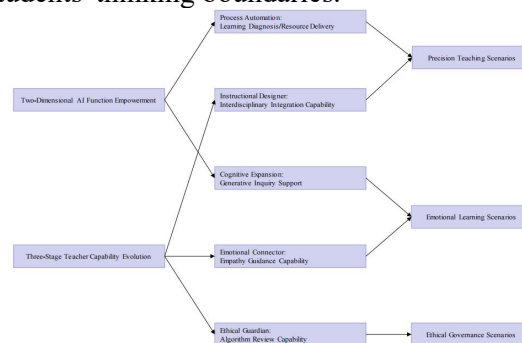 students' thinking boundaries.
Process Automation:
Learning Diagnosis/Resource Delivery
Precision Teaching Scenarios
Two-Dimensional AI Function Empowerment
Instructional Designer:
Interdisciplinary Integration Capability
Cognitive Expansion:
Generative Inquiry Support
Emotional Learning Scenarios
Three-Stage Teacher Capability Evolution
Emotional Connector:
Empathy Guidance Capability
Ethical Guardian:
Algorithm Review Capability
Ethical Governance Scenarios